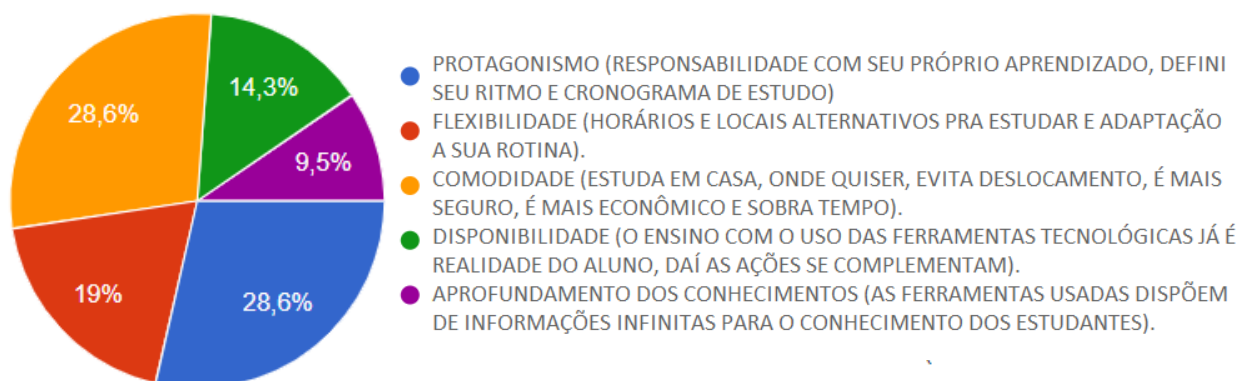 28,6%
14,3%
9,5%
19%
28,6%
PROTAGONISMO (RESPONSABILIDADE COM SEU PRÓPRIO APRENDIZADO, DEFINI
SEU RITMO E CRONOGRAMA DE ESTUDO)
FLEXIBILIDADE (HORÁRIOS E LOCAIS ALTERNATIVOS PRA ESTUDAR E ADAPTAÇÃO
A SUA ROTINA).
COMODIDADE (ESTUDA EM CASA, ONDE QUISER, EVITA DESLOCAMENTO, É MAIS
SEGURO, É MAIS ECONÔMICO E SOBRA TEMPO).
DISPONIBILIDADE (O ENSINO COM O USO DAS FERRAMENTAS TECNOLÓGICAS JÁ É
REALIDADE DO ALUNO, DAÍ AS AÇÕES SE COMPLEMENTAM).
APROFUNDAMENTO DOS CONHECIMENTOS (AS FERRAMENTAS USADAS DISPÕEM
DE INFORMAÇÕES INFINITAS PARA O CONHECIMENTO DOS ESTUDANTES).